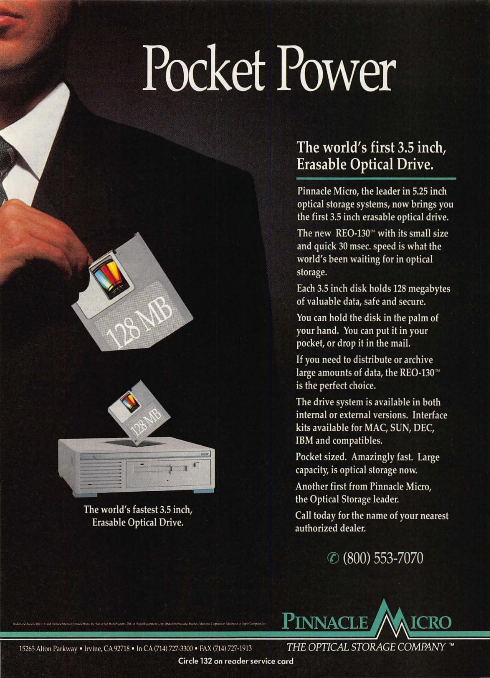 Pocket Power
The world's first 3.5 inch,
Erasable Optical Drive.
Pinnacle Micro, the leader in 5.25 inch
optical storage systems, now brings you
the first 3.5 inch erasable optical drive.
The new REO-130™ with its small size
and quick 30 msec. speed is what the
world's been waiting for in optical
storage.
Each 3.5 inch disk holds 128 megabytes
of valuable data, safe and secure.
You can hold the disk in the palm of
your hand. You can put it in your
pocket, or drop it in the mail.
If you need to distribute or archive
large amounts of data, the REO-130™
is the perfect choice.
The drive system is available in both
internal or external versions. Interface
kits available for MAC, SUN, DEC,
IBM and compatibles.
Pocket sized. Amazingly fast. Large
capacity, is optical storage now.
Another first from Pinnacle Micro,
the Optical Storage leader.
Call today for the name of your nearest
authorized dealer.
✆ (800) 553-7070
128 MB
128 MB
The world's fastest 3.5 inch,
Erasable Optical Drive.
PINNACLE MICRO
THE OPTICAL STORAGE COMPANY ™
15265 Alton Parkway • Irvine, CA 92718 • In CA (714) 727-3300 • FAX (714) 727-1913
Circle 132 on reader service card